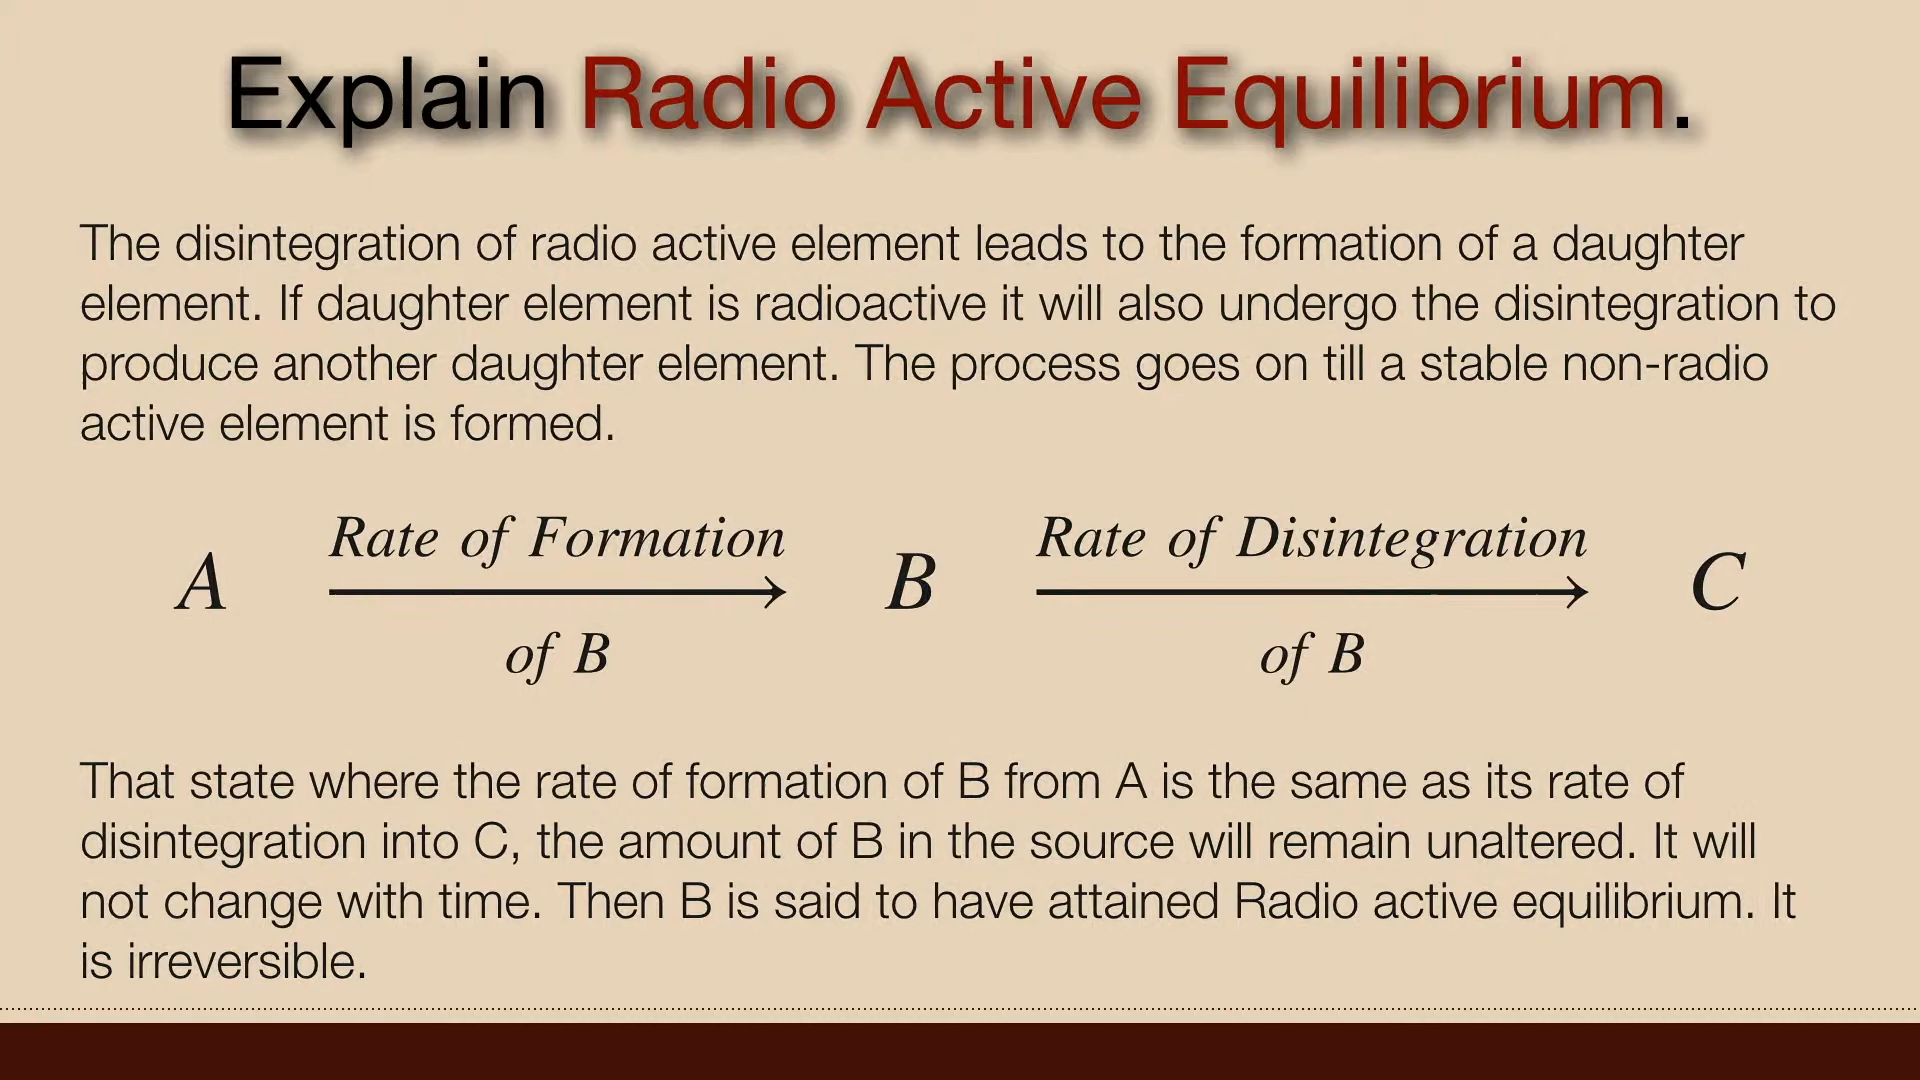 Explain Radio Active Equilibrium.
The disintegration of radio active element leads to the formation of a daughter
element. If daughter element is radioactive it will also undergo the disintegration to
produce another daughter element. The process goes on till a stable non-radio
active element is formed.
A Rate of Formation of B B Rate of Disintegration of B C
That state where the rate of formation of B from A is the same as its rate of
disintegration into C, the amount of B in the source will remain unaltered. It will
not change with time. Then B is said to have attained Radio active equilibrium. It
is irreversible.